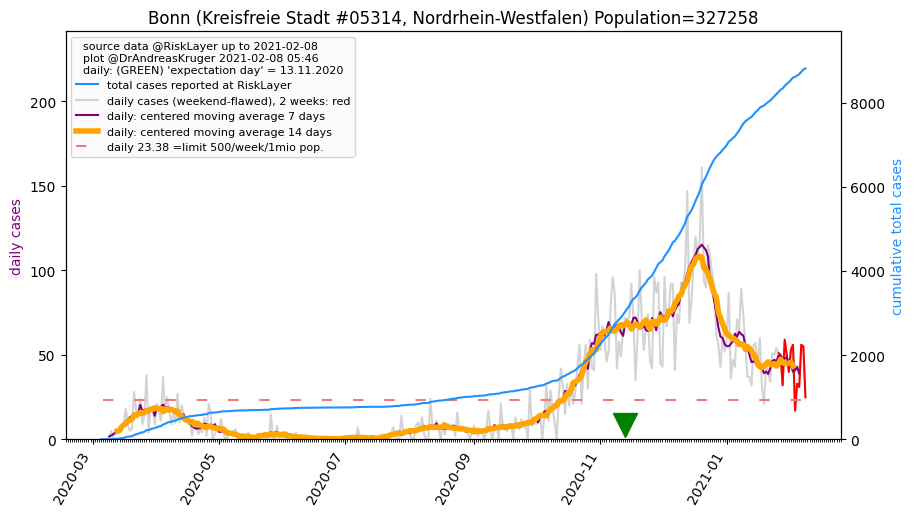 Bonn (Kreisfreie Stadt #05314, Nordrhein-Westfalen) Population=327258
source data @RiskLayer up to 2021-02-08
plot @DrAndreasKruger 2021-02-08 05:46
daily: (GREEN) 'expectation day' = 13.11.2020
total cases reported at RiskLayer
daily cases (weekend-flawed), 2 weeks: red
daily: centered moving average 7 days
daily: centered moving average 14 days
daily 23.38 =limit 500/week/1mio pop.
daily cases
200
150
100
50
0
8000
6000
4000
2000
0
cumulative total cases
2020-03
2020-05
2020-07
2020-09
2020-11
2021-01